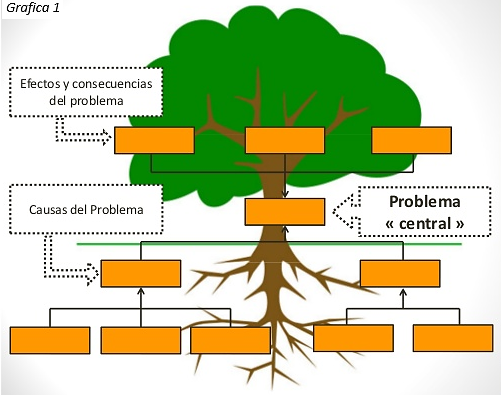 Grafica 1
Efectos y consecuencias
del problema
Causas del Problema
Problema
« central »